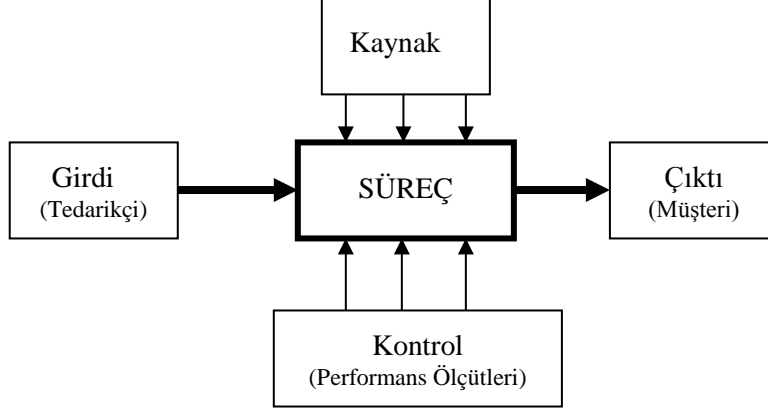 Kaynak
Girdi
(Tedarikçi)
SÜREÇ
Çıktı
(Müşteri)
Kontrol
(Performans Ölçütleri)